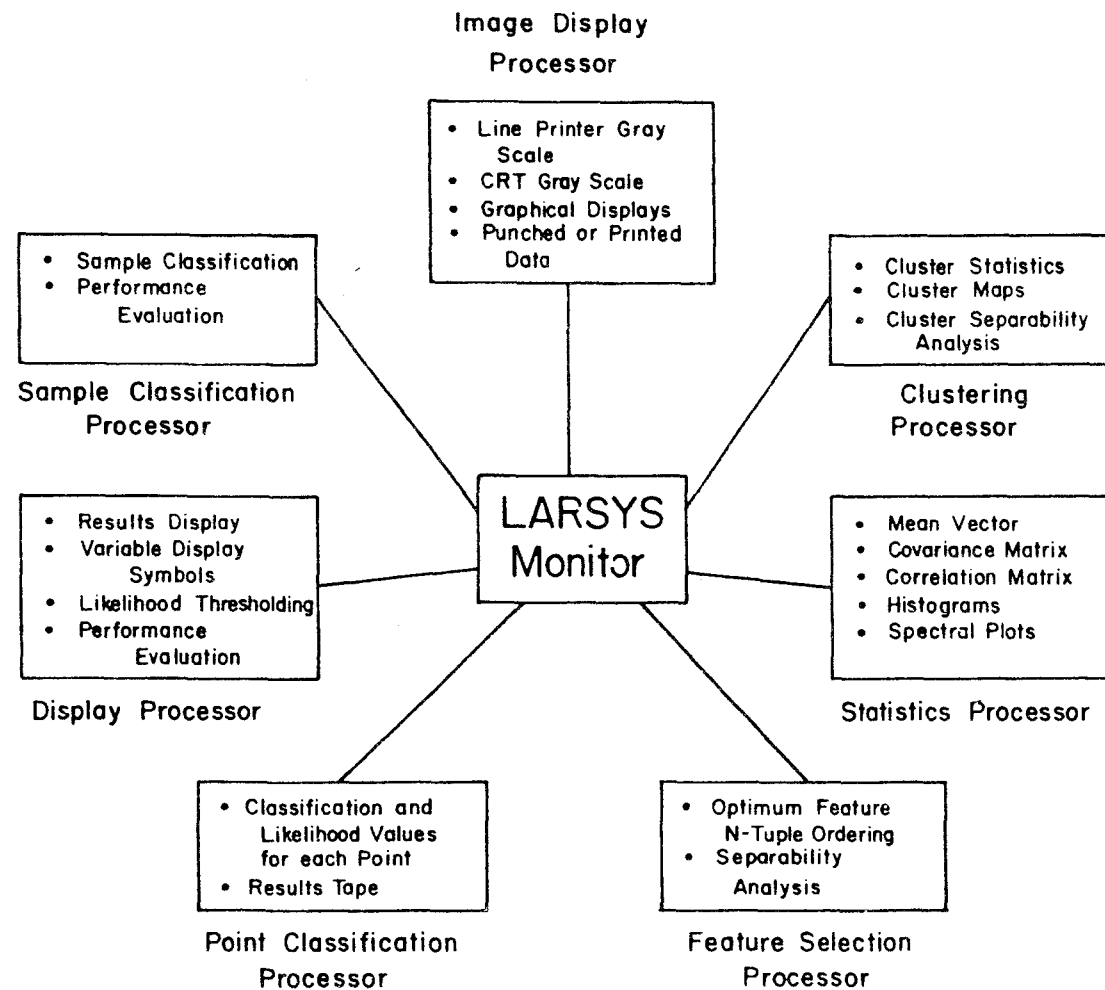 Image Display
Processor
• Line Printer Gray
Scale
• CRT Gray Scale
• Graphical Displays
• Punched or Printed
Data
• Sample Classification
• Performance
Evaluation
Sample Classification
Processor
• Cluster Statistics
• Cluster Maps
• Cluster Separability
Analysis
Clustering
Processor
LARSYS
Monitor
• Results Display
• Variable Display
Symbols
• Likelihood Thresholding
• Performance
Evaluation
Display Processor
• Mean Vector
• Covariance Matrix
• Correlation Matrix
• Histograms
• Spectral Plots
Statistics Processor
• Classification and
Likelihood Values
for each Point
• Results Tape
Point Classification
Processor
• Optimum Feature
N-Tuple Ordering
• Separability
Analysis
Feature Selection
Processor